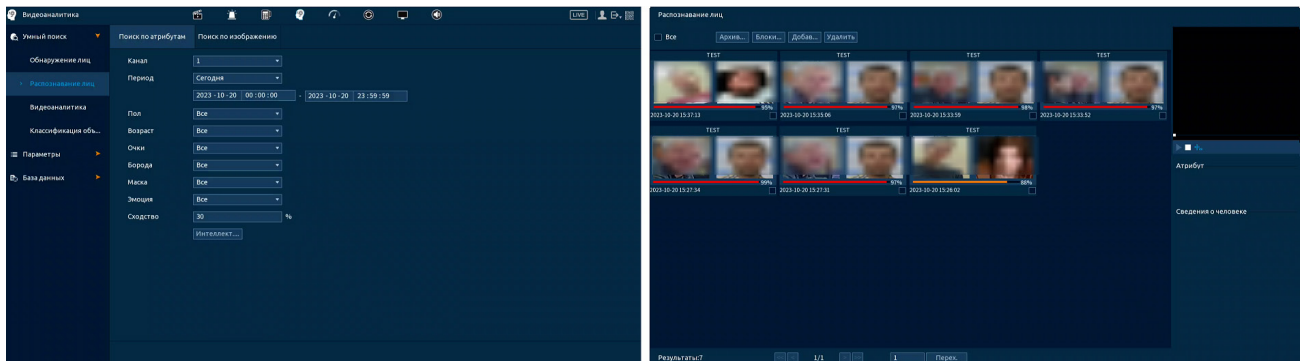 Видеоаналитика
LIVE
Умный поиск
Обнаружение лиц
Распознавание лиц
Видеоаналитика
Классификация объ...
Параметры
База данных
Поиск по атрибутам Поиск по изображению
Канал 1
Период Сегодня
2023 -10 -20 00 :00 :00 - 2023 -10 -20 23 :59 :59
Пол Все
Возраст Все
Очки Все
Борода Все
Маска Все
Эмоция Все
Сходство 30 %
Интеллект...
Распознавание лиц
Все Архив... Блоки... Добав... Удалить
TEST TEST TEST TEST
95% 97% 98% 97%
2023-10-20 15:37:13 2023-10-20 15:35:06 2023-10-20 15:33:59 2023-10-20 15:33:52
TEST TEST TEST
99% 97% 88%
2023-10-20 15:27:34 2023-10-20 15:27:31 2023-10-20 15:26:02
Атрибут
Сведения о человеке
Результаты:7 1/1 1 Перех.